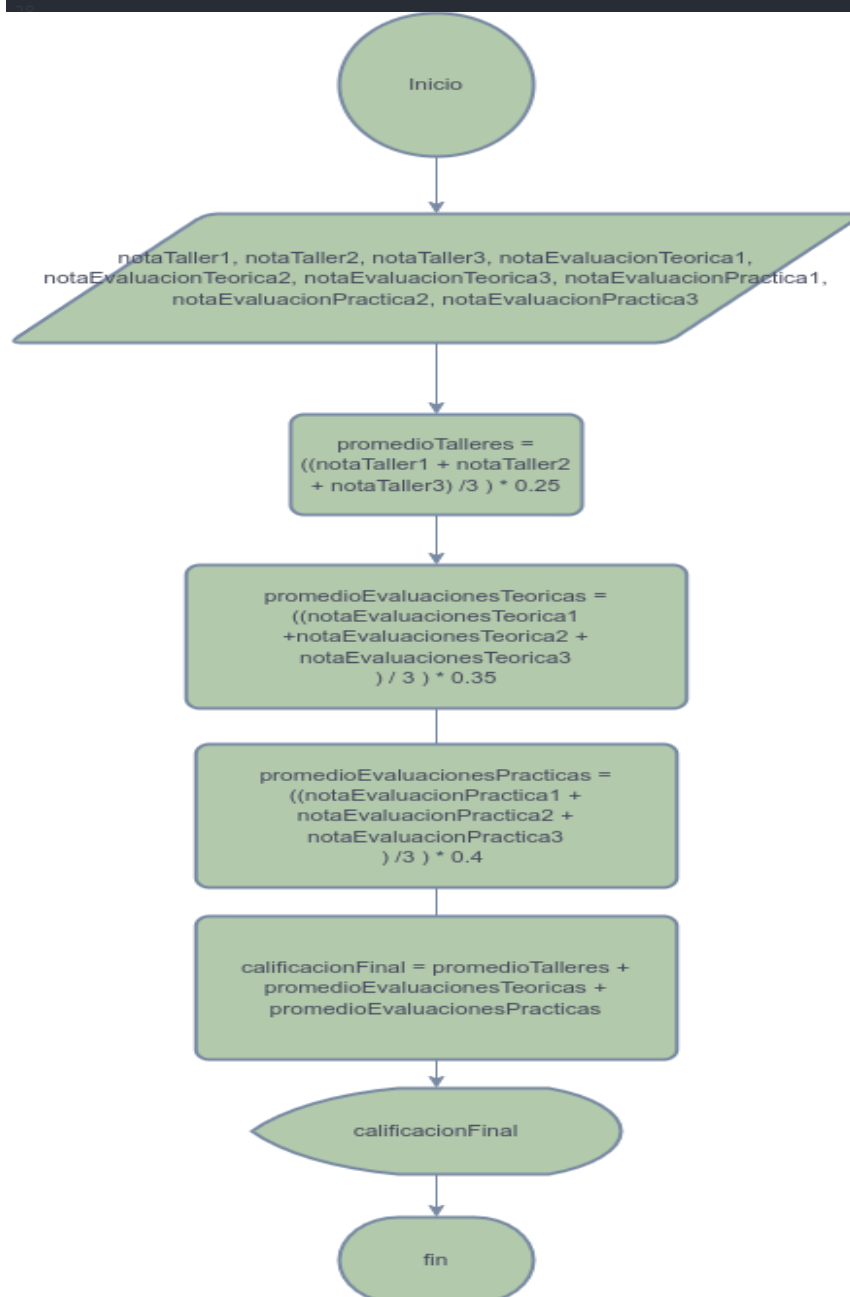 Inicio
notaTaller1, notaTaller2, notaTaller3, notaEvaluacionTeorica1,
notaEvaluacionTeorica2, notaEvaluacionTeorica3, notaEvaluacionPractica1,
notaEvaluacionPractica2, notaEvaluacionPractica3
promedioTalleres =
((notaTaller1 + notaTaller2
+ notaTaller3) /3 ) * 0.25
promedioEvaluacionesTeoricas =
((notaEvaluacionesTeorica1
+notaEvaluacionesTeorica2 +
notaEvaluacionesTeorica3
) / 3 ) * 0.35
promedioEvaluacionesPracticas =
((notaEvaluacionPractica1 +
notaEvaluacionPractica2 +
notaEvaluacionPractica3
) /3 ) * 0.4
calificacionFinal = promedioTalleres +
promedioEvaluacionesTeoricas +
promedioEvaluacionesPracticas
calificacionFinal
fin